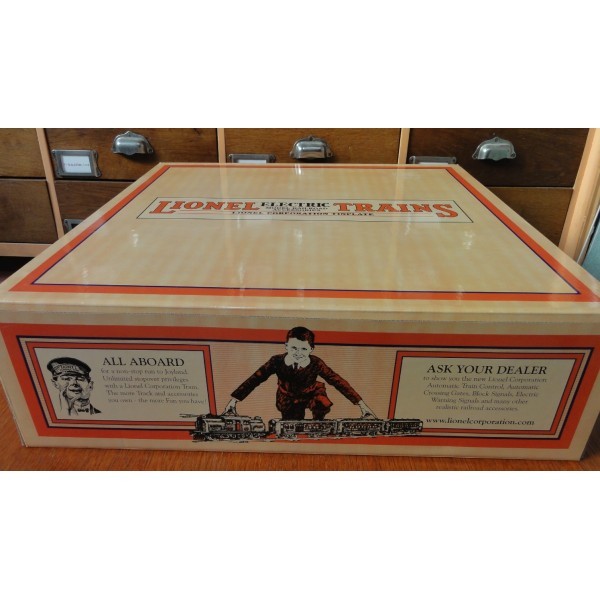 LIONEL ELECTRIC TRAINS
MODEL RAILROAD
ACCESSORIES
LIONEL CORPORATION TINPLATE
ALL ABOARD
for a non-stop run to Joyland.
Unlimited stopover privileges
with a Lionel Corporation Train.
The more Track and accessories
you own - the more Fun you have
ASK YOUR DEALER
to show you the new Lionel Corporation
Automatic Train Control, Automatic
Crossing Gates, Block Signals, Electric
Warning Signals and many other
realistic railroad accessories.
www.lionelcorporation.com